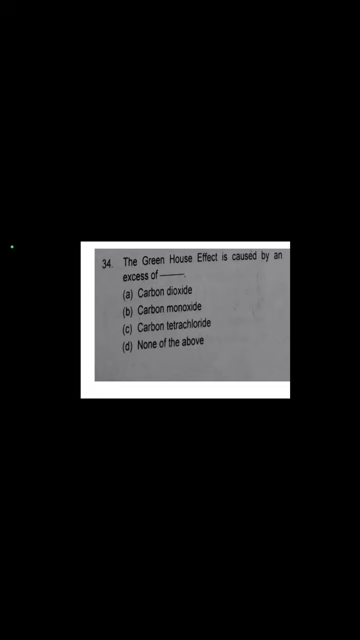 34. The Green House Effect is caused by an
excess of ———.
(a) Carbon dioxide
(b) Carbon monoxide
(c) Carbon tetrachloride
(d) None of the above